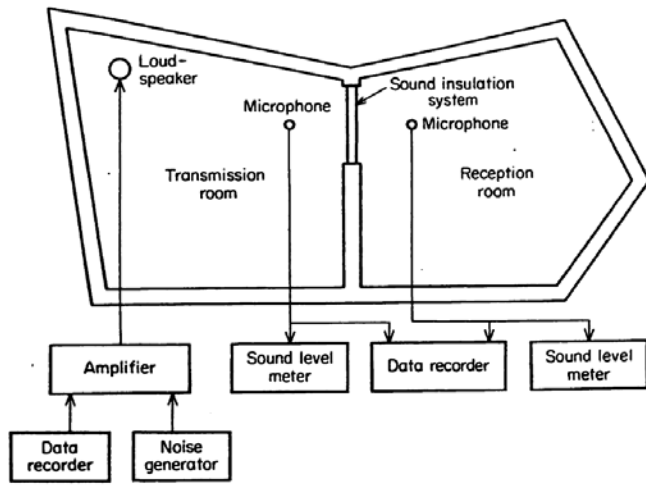 Loud-
speaker
Sound insulation
system
Microphone
Microphone
Transmission
room
Reception
room
Amplifier
Sound level
meter
Data recorder
Sound level
meter
Data
recorder
Noise
generator